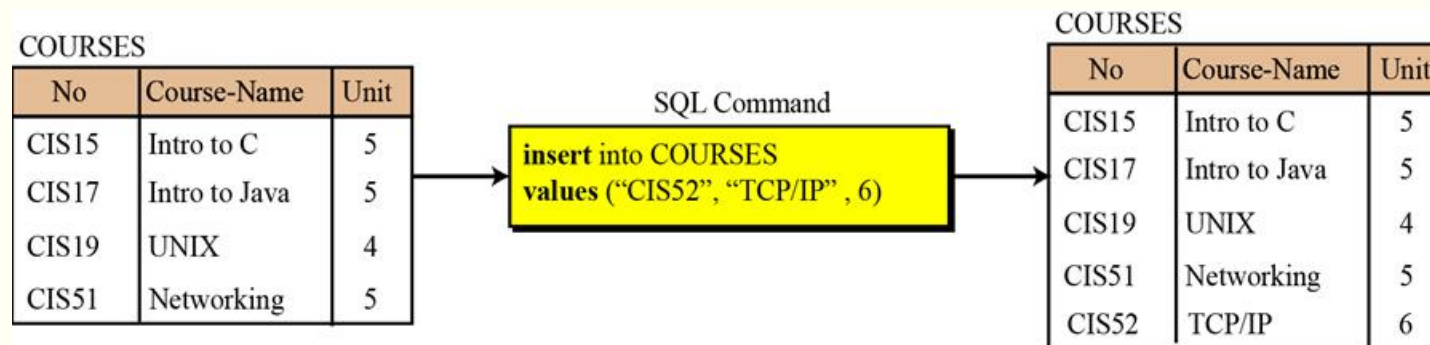 COURSES
No Course-Name Unit
CIS15 Intro to C 5
CIS17 Intro to Java 5
CIS19 UNIX 4
CIS51 Networking 5
SQL Command
insert into COURSES
values (“CIS52”, “TCP/IP” , 6)
COURSES
No Course-Name Unit
CIS15 Intro to C 5
CIS17 Intro to Java 5
CIS19 UNIX 4
CIS51 Networking 5
CIS52 TCP/IP 6